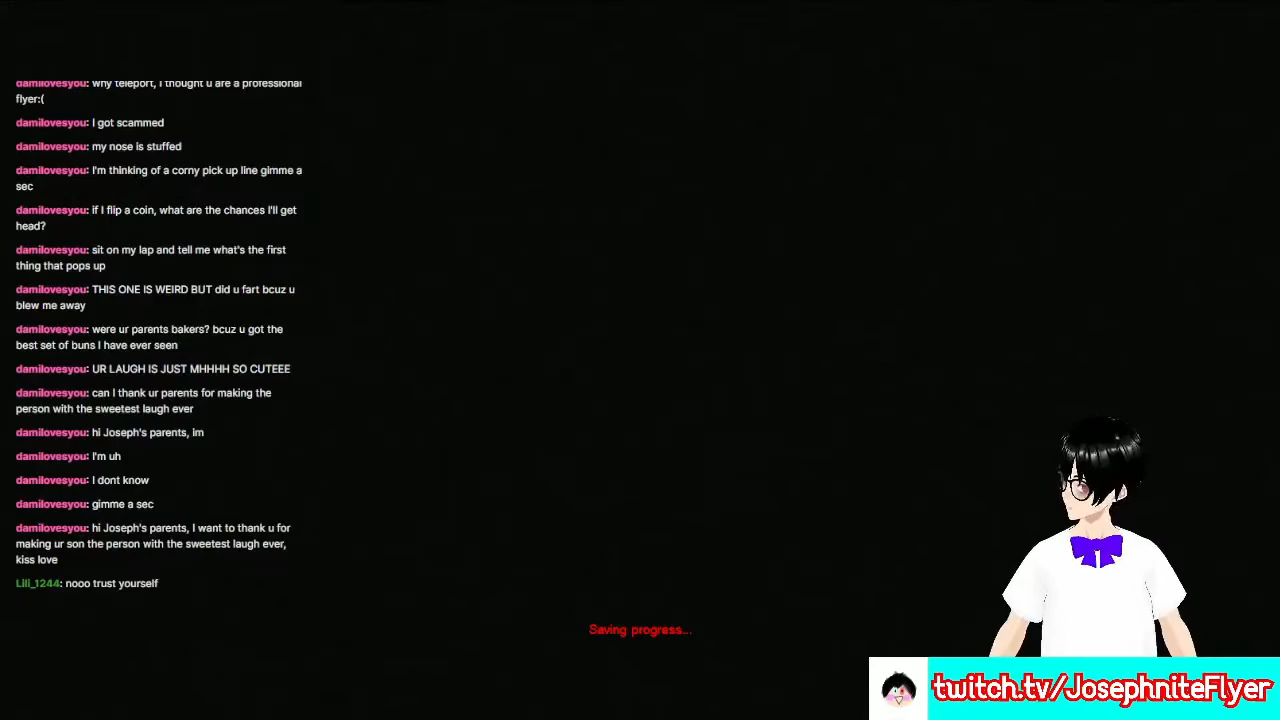 damilovesyou: why teleport, I thought u are a professional
flyer:(
damilovesyou: I got scammed
damilovesyou: my nose is stuffed
damilovesyou: I'm thinking of a corny pick up line gimme a
sec
damilovesyou: if I flip a coin, what are the chances I'll get
head?
damilovesyou: sit on my lap and tell me what's the first
thing that pops up
damilovesyou: THIS ONE IS WEIRD BUT did u fart bcuz u
blew me away
damilovesyou: were ur parents bakers? bcuz u got the
best set of buns I have ever seen
damilovesyou: UR LAUGH IS JUST MHHHH SO CUTEEE
damilovesyou: can I thank ur parents for making the
person with the sweetest laugh ever
damilovesyou: hi Joseph's parents, im
damilovesyou: I'm uh
damilovesyou: I dont know
damilovesyou: gimme a sec
damilovesyou: hi Joseph's parents, I want to thank u for
making ur son the person with the sweetest laugh ever,
kiss love
Lili_1244: nooo trust yourself
Saving progress...
twitch.tv/JosephniteFlyer